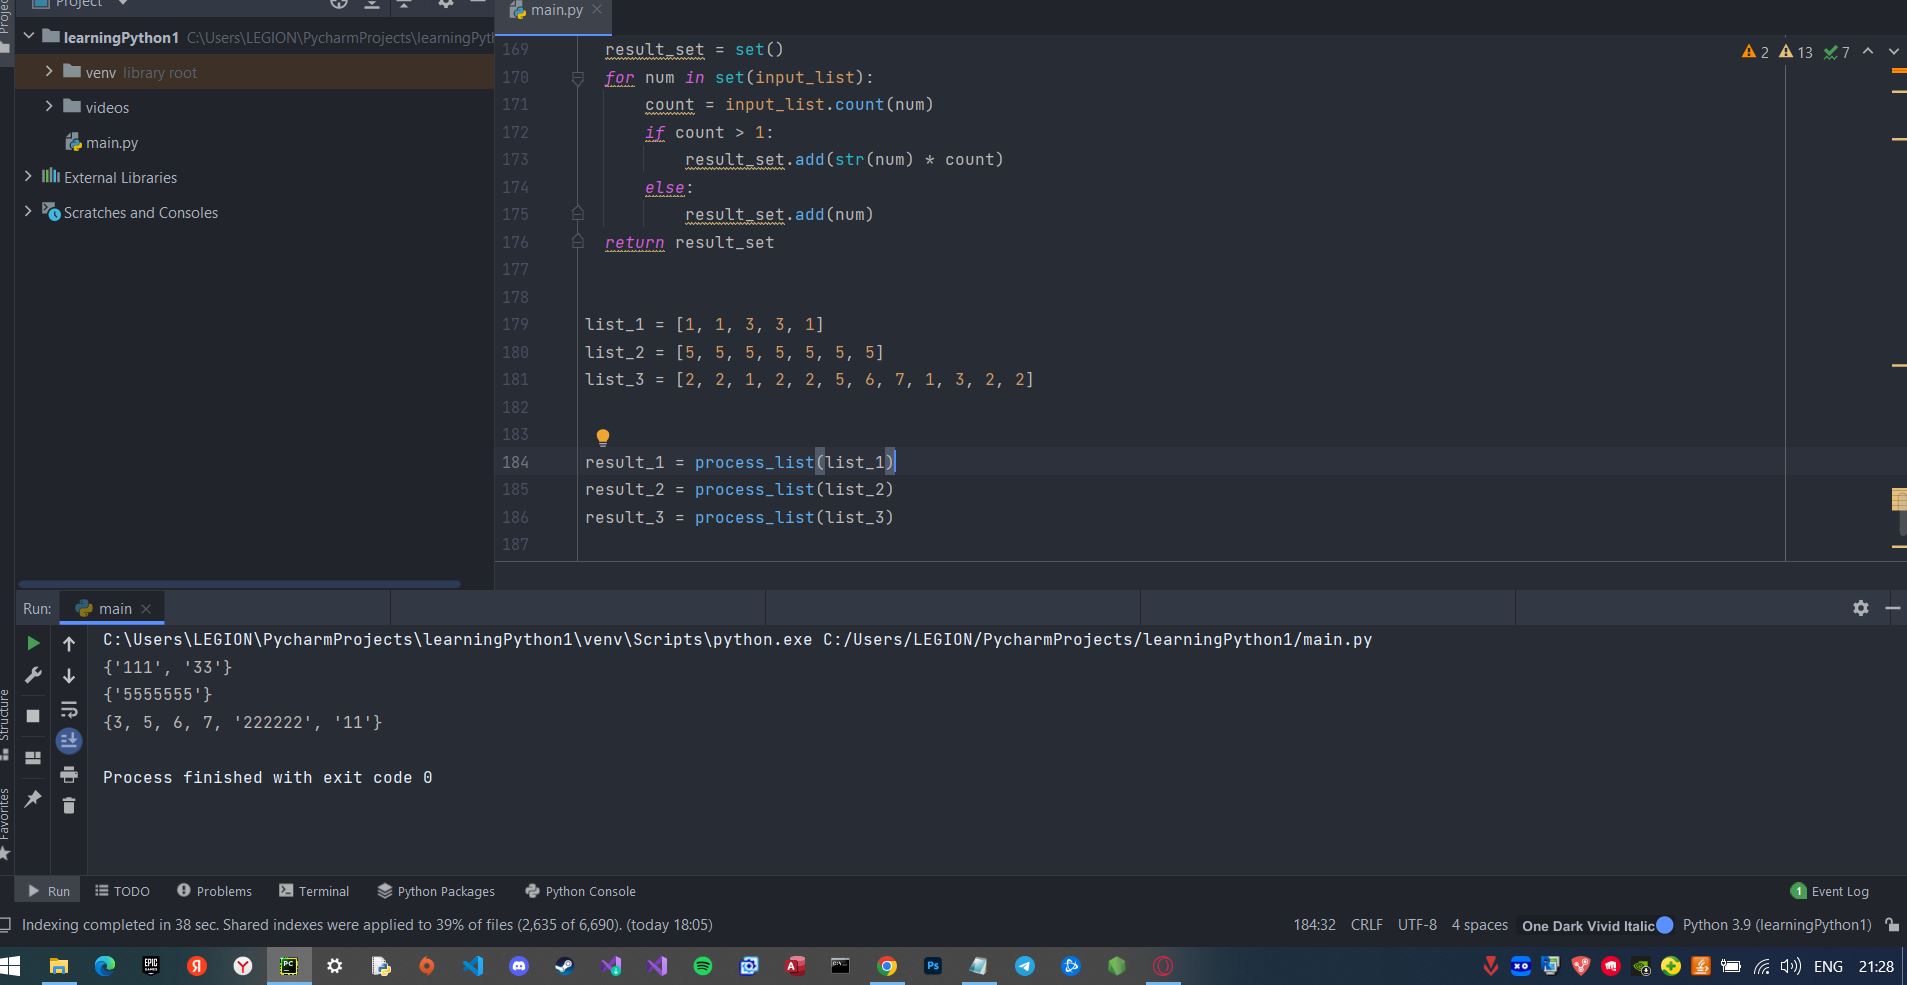 Project
main.py
learningPython1 C:\Users\LEGION\PycharmProjects\learningPyth
venv library root
videos
main.py
External Libraries
Scratches and Consoles
2 13 7
169 result_set = set()
170 for num in set(input_list):
171 count = input_list.count(num)
172 if count > 1:
173 result_set.add(str(num) * count)
174 else:
175 result_set.add(num)
176 return result_set
177
178
179 list_1 = [1, 1, 3, 3, 1]
180 list_2 = [5, 5, 5, 5, 5, 5, 5]
181 list_3 = [2, 2, 1, 2, 2, 5, 6, 7, 1, 3, 2, 2]
182
183
184 result_1 = process_list(list_1)
185 result_2 = process_list(list_2)
186 result_3 = process_list(list_3)
187
Run: main
C:\Users\LEGION\PycharmProjects\learningPython1\venv\Scripts\python.exe C:/Users/LEGION/PycharmProjects/learningPython1/main.py
{'111', '33'}
{'5555555'}
{3, 5, 6, 7, '222222', '11'}
Process finished with exit code 0
Structure
Favorites
Run TODO Problems Terminal Python Packages Python Console 1 Event Log
Indexing completed in 38 sec. Shared indexes were applied to 39% of files (2,635 of 6,690). (today 18:05) 184:32 CRLF UTF-8 4 spaces One Dark Vivid Italic Python 3.9 (learningPython1)
EPIC GAMES Я Y PC A Ps XO ENG 21:28